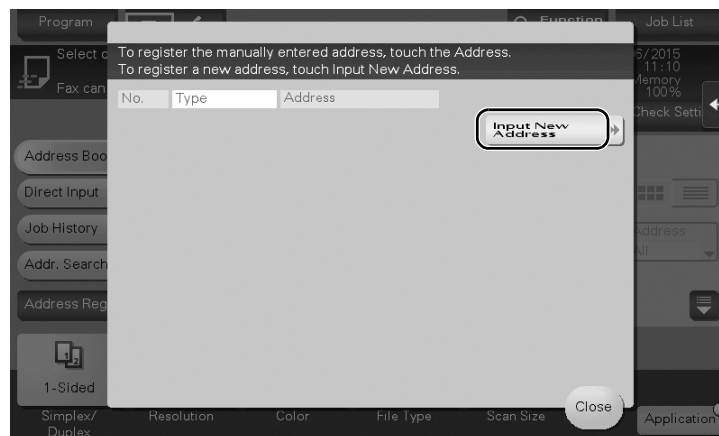 Program
Function
Job List
Select
To register the manually entered address, touch the Address.
To register a new address, touch Input New Address.
6/2015
11:10
Memory
100%
Fax can
Check Setti
No.
Type
Address
Input New
Address
Address Boo
Direct Input
Job History
Address
All
Addr. Search
Address Reg
1-Sided
Close
Simplex/
Duplex
Resolution
Color
File Type
Scan Size
Application